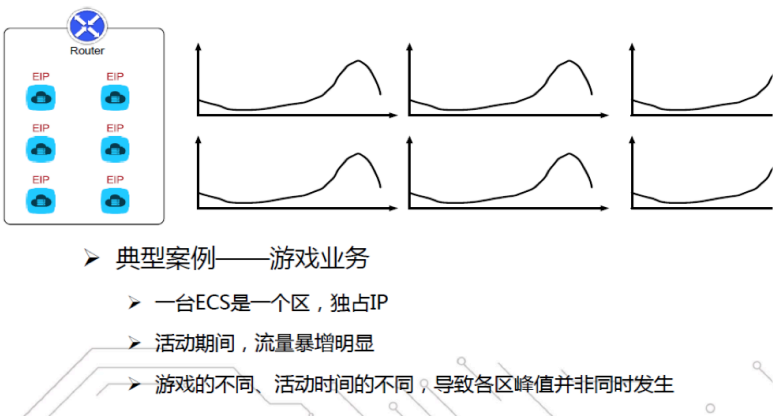 Router
EIP EIP
EIP EIP
EIP EIP
典型案例——游戏业务
一台ECS是一个区，独占IP
活动期间，流量暴增明显
游戏的不同、活动时间的不同，导致各区峰值并非同时发生